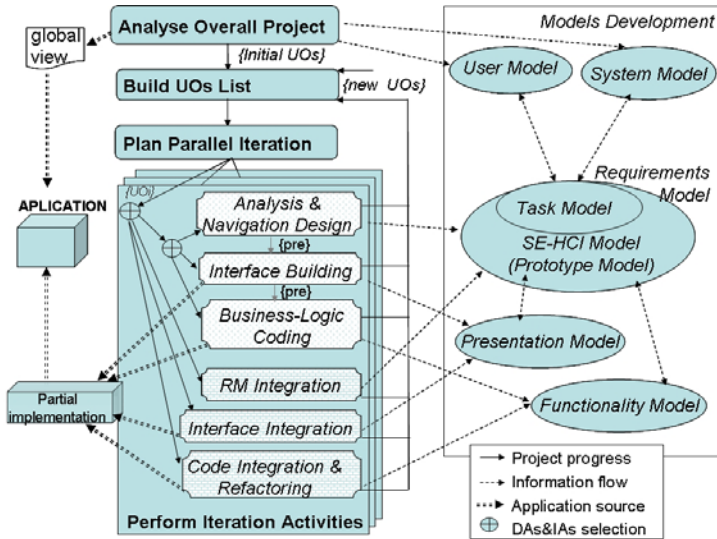 Analyse Overall Project
Models Development
global
view
{Initial UOs}
User Model
System Model
Build UOs List
{new UOs}
Plan Parallel Iteration
{UOi}
Requirements
Model
Analysis &
Navigation Design
Task Model
APLICATION
{pre}
SE-HCI Model
(Prototype Model)
Interface Building
{pre}
Business-Logic
Coding
Presentation Model
RM Integration
Partial
implementation
Functionality Model
Interface Integration
Code Integration &
Refactoring
Perform Iteration Activities
Project progress
Information flow
Application source
DAs&IAs selection